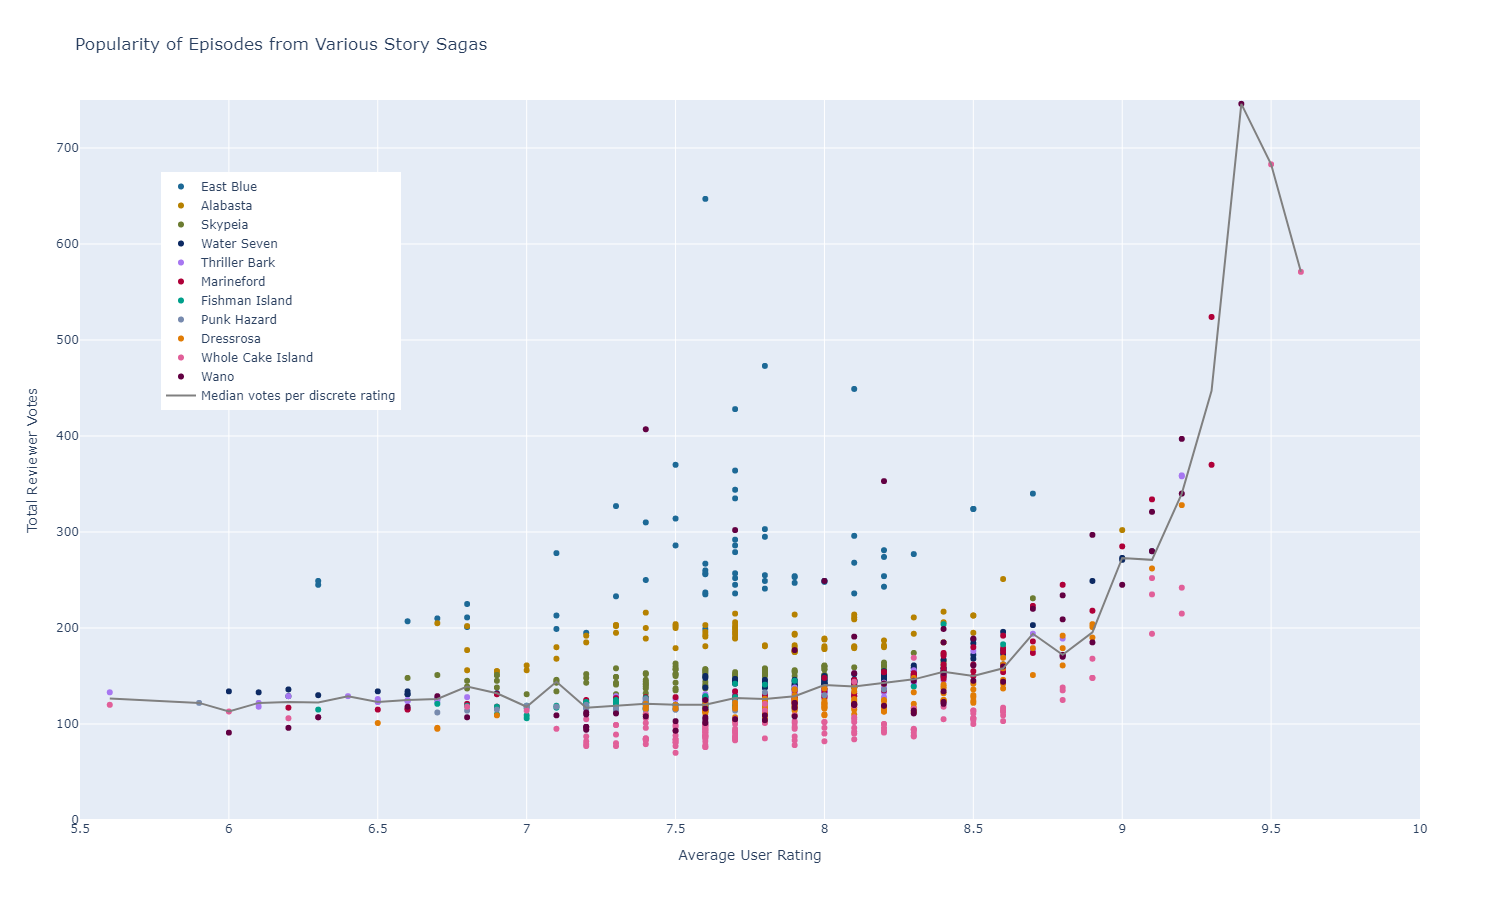 Popularity of Episodes from Various Story Sagas
Total Reviewer Votes
700
600
500
400
300
200
100
0
East Blue
Alabasta
Skypeia
Water Seven
Thriller Bark
Marineford
Fishman Island
Punk Hazard
Dressrosa
Whole Cake Island
Wano
Median votes per discrete rating
5.5 6 6.5 7 7.5 8 8.5 9 9.5 10
Average User Rating